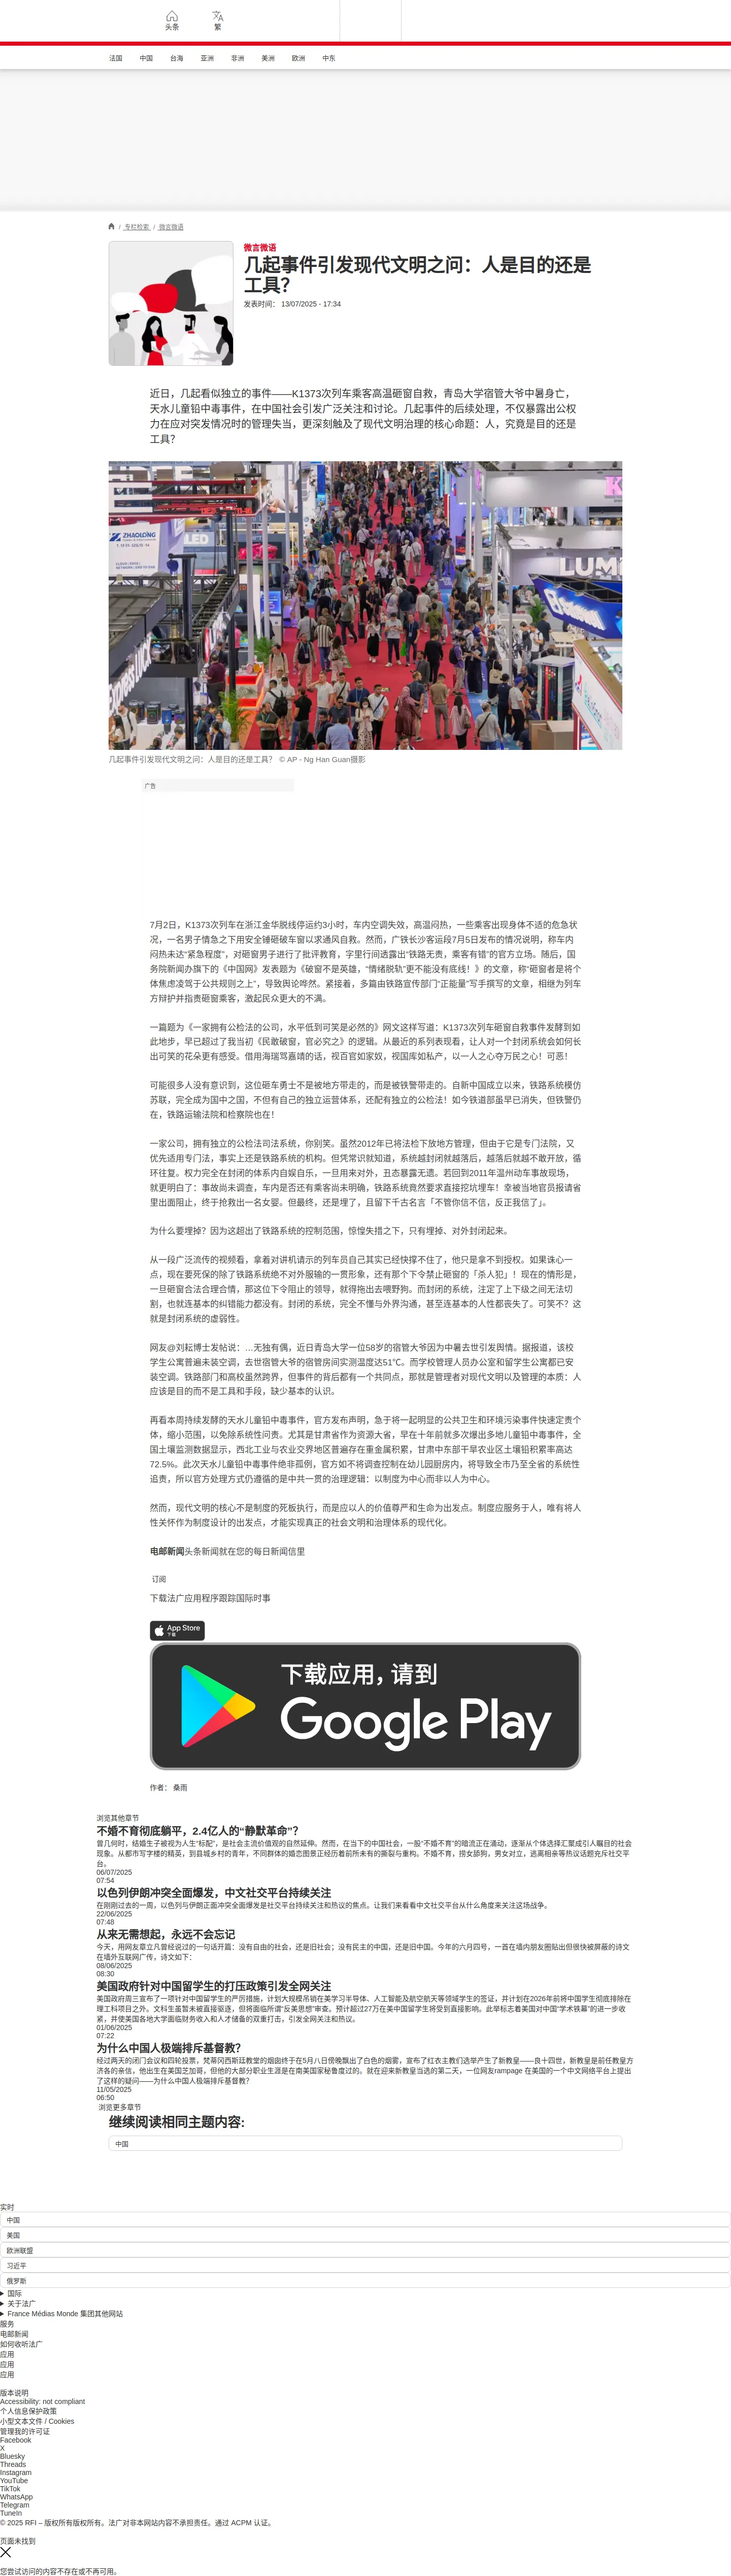 头条
繁
法国 中国 台海 亚洲 非洲 美洲 欧洲 中东
/ 专栏检索 / 微言微语
微言微语
几起事件引发现代文明之问：人是目的还是
工具？
发表时间： 13/07/2025 - 17:34
近日，几起看似独立的事件——K1373次列车乘客高温砸窗自救，青岛大学宿管大爷中暑身亡，
天水儿童铅中毒事件，在中国社会引发广泛关注和讨论。几起事件的后续处理，不仅暴露出公权
力在应对突发情况时的管理失当，更深刻触及了现代文明治理的核心命题：人，究竟是目的还是
工具？
ZHAOLONG
LED
几起事件引发现代文明之问：人是目的还是工具？ © AP - Ng Han Guan摄影
广告
7月2日，K1373次列车在浙江金华脱线停运约3小时，车内空调失效，高温闷热，一些乘客出现身体不适的危急状
况，一名男子情急之下用安全锤砸破车窗以求通风自救。然而，广铁长沙客运段7月5日发布的情况说明，称车内
闷热未达“紧急程度”，对砸窗男子进行了批评教育，字里行间透露出“铁路无责，乘客有错”的官方立场。随后，国
务院新闻办旗下的《中国网》发表题为《破窗不是英雄，“情绪脱轨”更不能没有底线！》的文章，称“砸窗者是将个
体焦虑凌驾于公共规则之上”，导致舆论哗然。紧接着，多篇由铁路宣传部门“正能量”写手撰写的文章，相继为列车
方辩护并指责砸窗乘客，激起民众更大的不满。
一篇题为《一家拥有公检法的公司，水平低到可笑是必然的》网文这样写道：K1373次列车砸窗自救事件发酵到如
此地步，早已超过了我当初《民敢破窗，官必究之》的逻辑。从最近的系列表现看，让人对一个封闭系统会如何长
出可笑的花朵更有感受。借用海瑞骂嘉靖的话，视百官如家奴，视国库如私产，以一人之心夺万民之心！可恶！
可能很多人没有意识到，这位砸车勇士不是被地方带走的，而是被铁警带走的。自新中国成立以来，铁路系统模仿
苏联，完全成为国中之国，不但有自己的独立运营体系，还配有独立的公检法！如今铁道部虽早已消失，但铁警仍
在，铁路运输法院和检察院也在！
一家公司，拥有独立的公检法司法系统，你别笑。虽然2012年已将法检下放地方管理，但由于它是专门法院，又
优先适用专门法，事实上还是铁路系统的机构。但凭常识就知道，系统越封闭就越落后，越落后就越不敢开放，循
环往复。权力完全在封闭的体系内自娱自乐，一旦用来对外，丑态暴露无遗。若回到2011年温州动车事故现场，
就更明白了：事故尚未调查，车内是否还有乘客尚未明确，铁路系统竟然要求直接挖坑埋车！幸被当地官员报请省
里出面阻止，终于抢救出一名女婴。但最终，还是埋了，且留下千古名言「不管你信不信，反正我信了」。
为什么要埋掉？因为这超出了铁路系统的控制范围，惊惶失措之下，只有埋掉、对外封闭起来。
从一段广泛流传的视频看，拿着对讲机请示的列车员自己其实已经快撑不住了，他只是拿不到授权。如果诛心一
点，现在要死保的除了铁路系统绝不对外服输的一贯形象，还有那个下令禁止砸窗的「杀人犯」！现在的情形是，
一旦砸窗合法合理合情，那这位下令阻止的领导，就得拖出去喂野狗。而封闭的系统，注定了上下级之间无法切
割，也就连基本的纠错能力都没有。封闭的系统，完全不懂与外界沟通，甚至连基本的人性都丧失了。可笑不？这
就是封闭系统的虚弱性。
网友@刘耘博士发帖说：…无独有偶，近日青岛大学一位58岁的宿管大爷因为中暑去世引发舆情。据报道，该校
学生公寓普遍未装空调，去世宿管大爷的宿管房间实测温度达51℃。而学校管理人员办公室和留学生公寓都已安
装空调。铁路部门和高校虽然跨界，但事件的背后都有一个共同点，那就是管理者对现代文明以及管理的本质：人
应该是目的而不是工具和手段，缺少基本的认识。
再看本周持续发酵的天水儿童铅中毒事件，官方发布声明，急于将一起明显的公共卫生和环境污染事件快速定责个
体，缩小范围，以免除系统性问责。尤其是甘肃省作为资源大省，早在十年前就多次爆出多地儿童铅中毒事件，全
国土壤监测数据显示，西北工业与农业交界地区普遍存在重金属积累，甘肃中东部干旱农业区土壤铅积累率高达
72.5%。此次天水儿童铅中毒事件绝非孤例，官方如不将调查控制在幼儿园厨房内，将导致全市乃至全省的系统性
追责，所以官方处理方式仍遵循的是中共一贯的治理逻辑：以制度为中心而非以人为中心。
然而，现代文明的核心不是制度的死板执行，而是应以人的价值尊严和生命为出发点。制度应服务于人，唯有将人
性关怀作为制度设计的出发点，才能实现真正的社会文明和治理体系的现代化。
电邮新闻头条新闻就在您的每日新闻信里
订阅
下载法广应用程序跟踪国际时事
App Store
下载
下载应用，请到
Google Play
作者： 桑雨
浏览其他章节
不婚不育彻底躺平，2.4亿人的“静默革命”？
曾几何时，结婚生子被视为人生“标配”，是社会主流价值观的自然延伸。然而，在当下的中国社会，一股“不婚不育”的暗流正在涌动，逐渐从个体选择汇聚成引人瞩目的社会
现象。从都市写字楼的精英，到县城乡村的青年，不同群体的婚恋图景正经历着前所未有的撕裂与重构。不婚不育，捞女舔狗，男女对立，逃离相亲等热议话题充斥社交平
台。
06/07/2025
07:54
以色列伊朗冲突全面爆发，中文社交平台持续关注
在刚刚过去的一周，以色列与伊朗正面冲突全面爆发是社交平台持续关注和热议的焦点。让我们来看看中文社交平台从什么角度来关注这场战争。
22/06/2025
07:48
从来无需想起，永远不会忘记
今天，用网友章立凡曾经说过的一句话开篇：没有自由的社会，还是旧社会；没有民主的中国，还是旧中国。今年的六月四号，一首在墙内朋友圈贴出但很快被屏蔽的诗文
在墙外互联网广传，诗文如下：
08/06/2025
08:30
美国政府针对中国留学生的打压政策引发全网关注
美国政府周三宣布了一项针对中国留学生的严厉措施，计划大规模吊销在美学习半导体、人工智能及航空航天等领域学生的签证，并计划在2026年前将中国学生彻底排除在
理工科项目之外。文科生虽暂未被直接驱逐，但将面临所谓“反美思想”审查。预计超过27万在美中国留学生将受到直接影响。此举标志着美国对中国“学术铁幕”的进一步收
紧，并使美国各地大学面临财务收入和人才储备的双重打击，引发全网关注和热议。
01/06/2025
07:22
为什么中国人极端排斥基督教？
经过两天的闭门会议和四轮投票，梵蒂冈西斯廷教堂的烟囱终于在5月八日傍晚飘出了白色的烟雾，宣布了红衣主教们选举产生了新教皇——良十四世，新教皇是前任教皇方
济各的亲信，他出生在美国芝加哥，但他的大部分职业生涯是在南美国家秘鲁度过的。就在迎来新教皇当选的第二天，一位网友rampage 在美国的一个中文网络平台上提出
了这样的疑问——为什么中国人极端排斥基督教？
11/05/2025
06:50
浏览更多章节
继续阅读相同主题内容:
中国
实时
中国
美国
欧洲联盟
习近平
俄罗斯
国际
关于法广
France Médias Monde 集团其他网站
服务
电邮新闻
如何收听法广
应用
应用
应用
版本说明
Accessibility: not compliant
个人信息保护政策
小型文本文件 / Cookies
管理我的许可证
Facebook
X
Bluesky
Threads
Instagram
YouTube
TikTok
WhatsApp
Telegram
TuneIn
© 2025 RFI – 版权所有版权所有。法广对非本网站内容不承担责任。通过 ACPM 认证。
页面未找到
您尝试访问的内容不存在或不再可用。